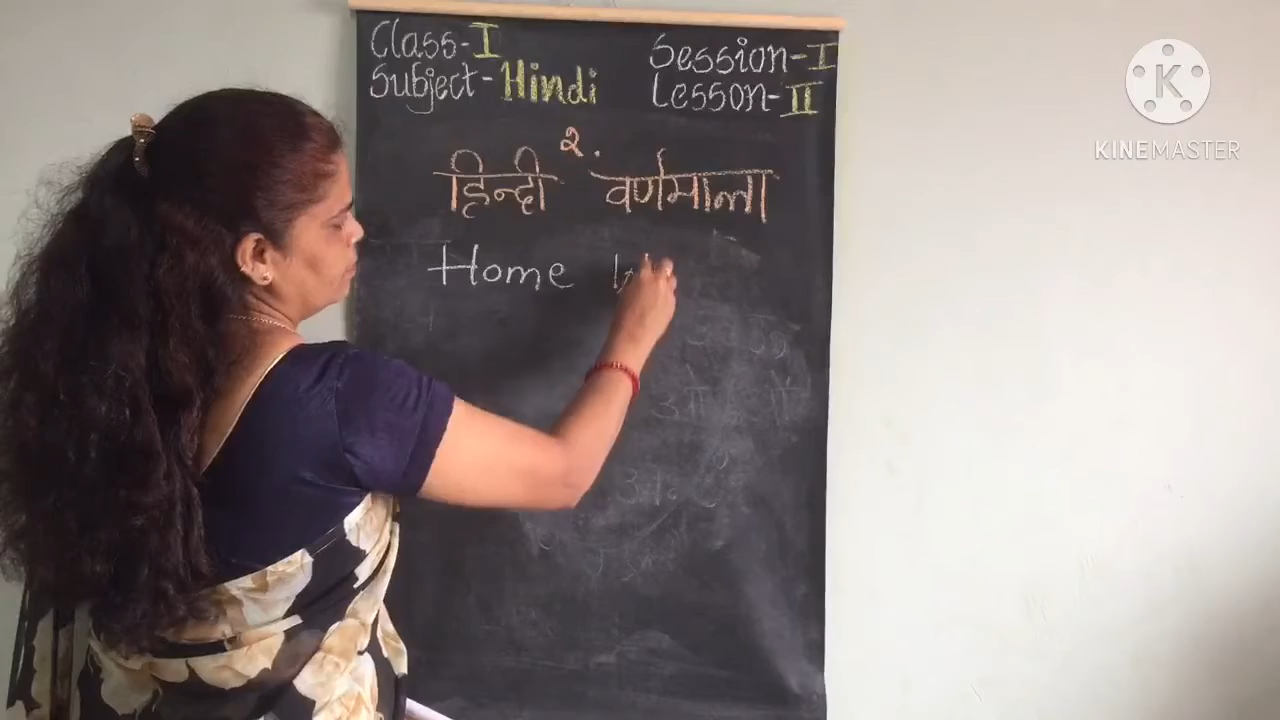 Class-I
Subject-Hindi
Session-I
Lesson-II
२.
हिन्दी वर्णमाला
Home
K
KINEMASTER